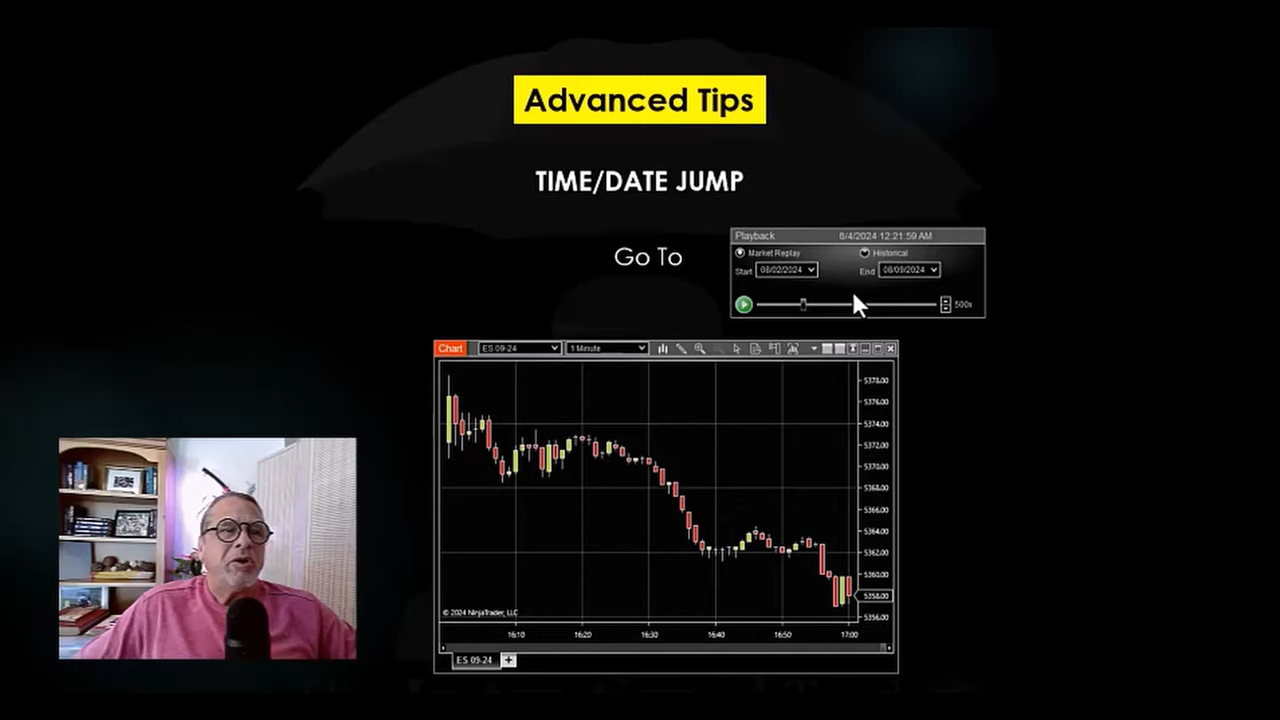 Advanced Tips
TIME/DATE JUMP
Go To
Playback 8/4/2024 12:21:59 AM
Market Replay Historical
Start 08/02/2024 End 08/09/2024
500x
Chart ES 09-24 1 Minute
5378.00
5376.00
5374.00
5372.00
5370.00
5368.00
5366.00
5364.00
5362.00
5360.00
5358.00
5356.00
© 2024 NinjaTrader, LLC
16:10 16:20 16:30 16:40 16:50 17:00
ES 09-24 +